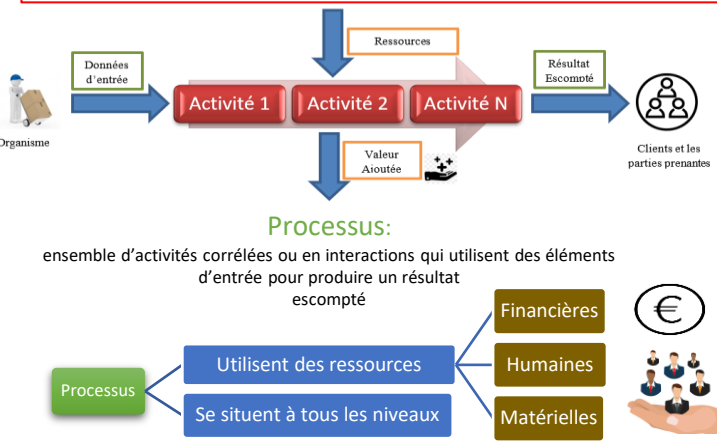 Ressources
Données
d'entrée
Résultat
Escompté
Activité 1
Activité 2
Activité N
Organisme
Clients et les
parties prenantes
Valeur
Aioutée
Processus:
ensemble d'activités corrélées ou en interactions qui utilisent des éléments
d'entrée pour produire un résultat
escompté
Financières
Utilisent des ressources
Humaines
Processus
Se situent à tous les niveaux
Matérielles
€